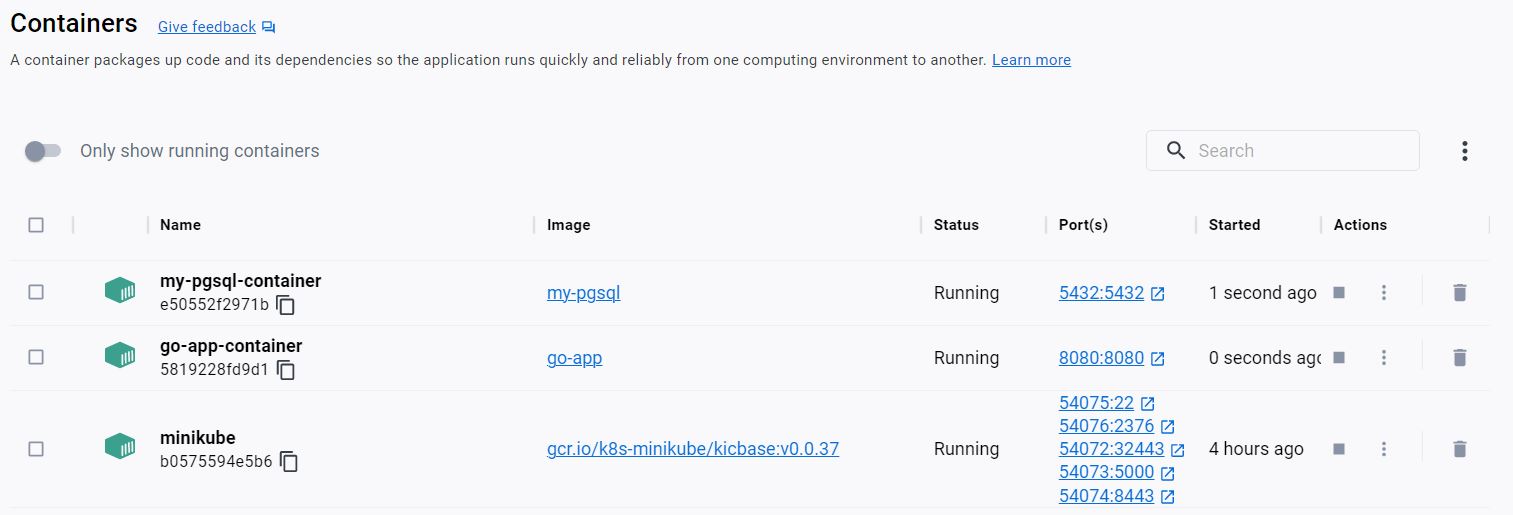 Containers Give feedback
A container packages up code and its dependencies so the application runs quickly and reliably from one computing environment to another. Learn more
Only show running containers
Search
Name Image Status Port(s) Started Actions
my-pgsql-container
e50552f2971b
my-pgsql Running 5432:5432 1 second ago
go-app-container
5819228fd9d1
go-app Running 8080:8080 0 seconds ago
minikube
b0575594e5b6
gcr.io/k8s-minikube/kicbase:v0.0.37 Running
54075:22
54076:2376
54072:32443
54073:5000
54074:8443
4 hours ago